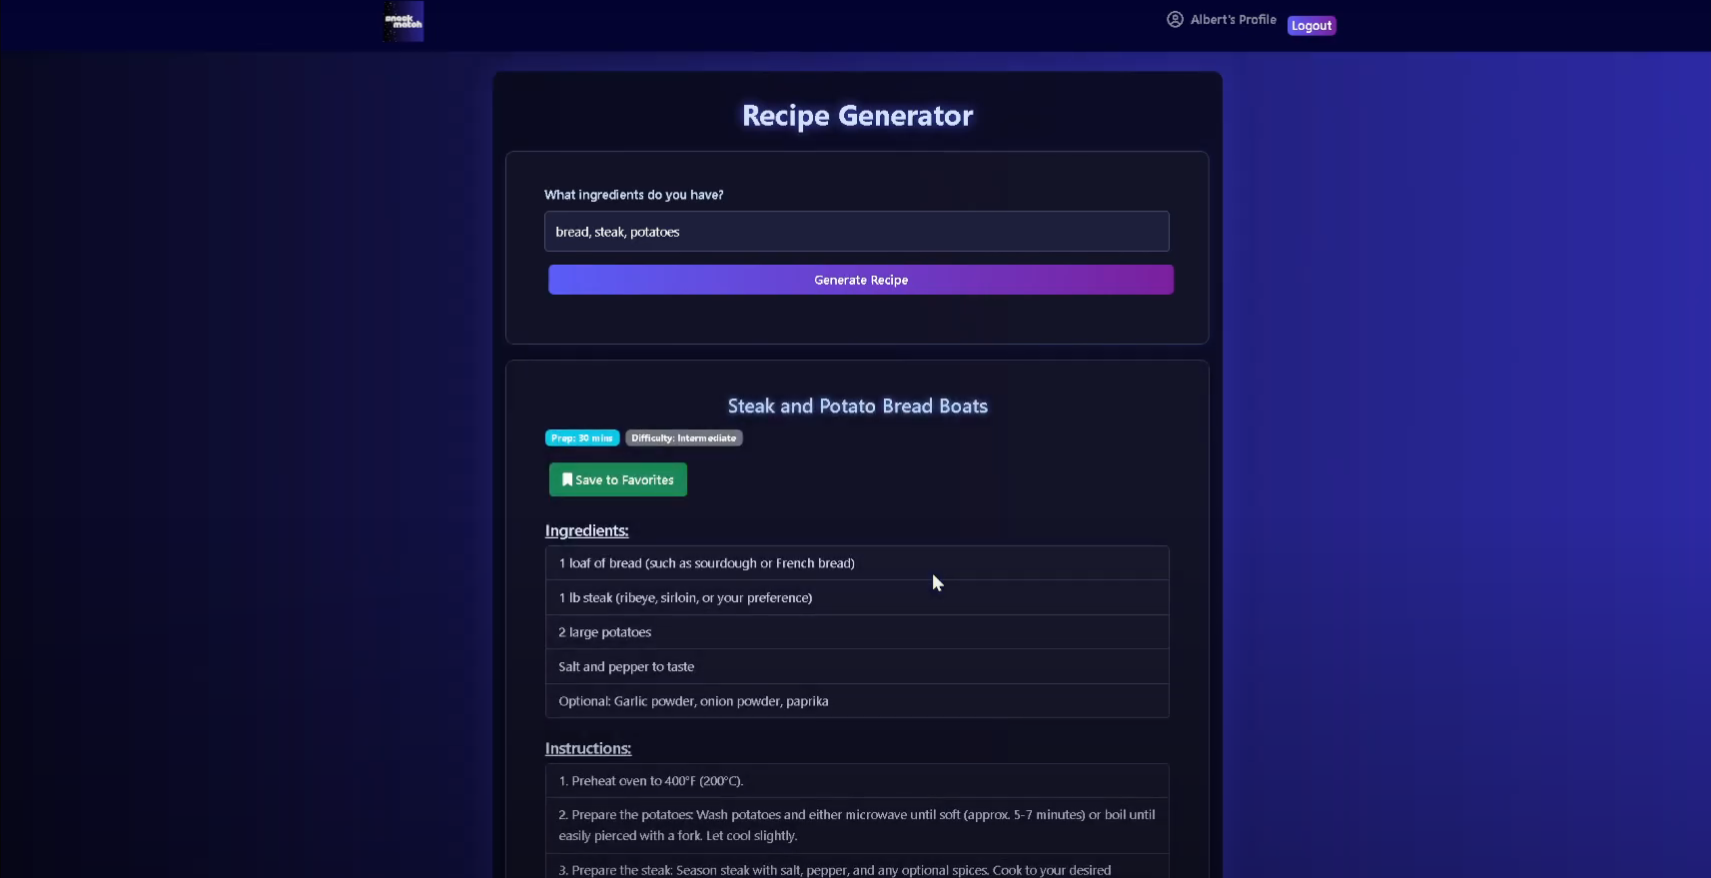 snack
match
Albert's Profile
Logout
Recipe Generator
What ingredients do you have?
bread, steak, potatoes
Generate Recipe
Steak and Potato Bread Boats
Prep: 30 mins
Difficulty: Intermediate
Save to Favorites
Ingredients:
1 loaf of bread (such as sourdough or French bread)
1 lb steak (ribeye, sirloin, or your preference)
2 large potatoes
Salt and pepper to taste
Optional: Garlic powder, onion powder, paprika
Instructions:
1. Preheat oven to 400°F (200°C).
2. Prepare the potatoes: Wash potatoes and either microwave until soft (approx. 5-7 minutes) or boil until
easily pierced with a fork. Let cool slightly.
3. Prepare the steak: Season steak with salt, pepper, and any optional spices. Cook to your desired